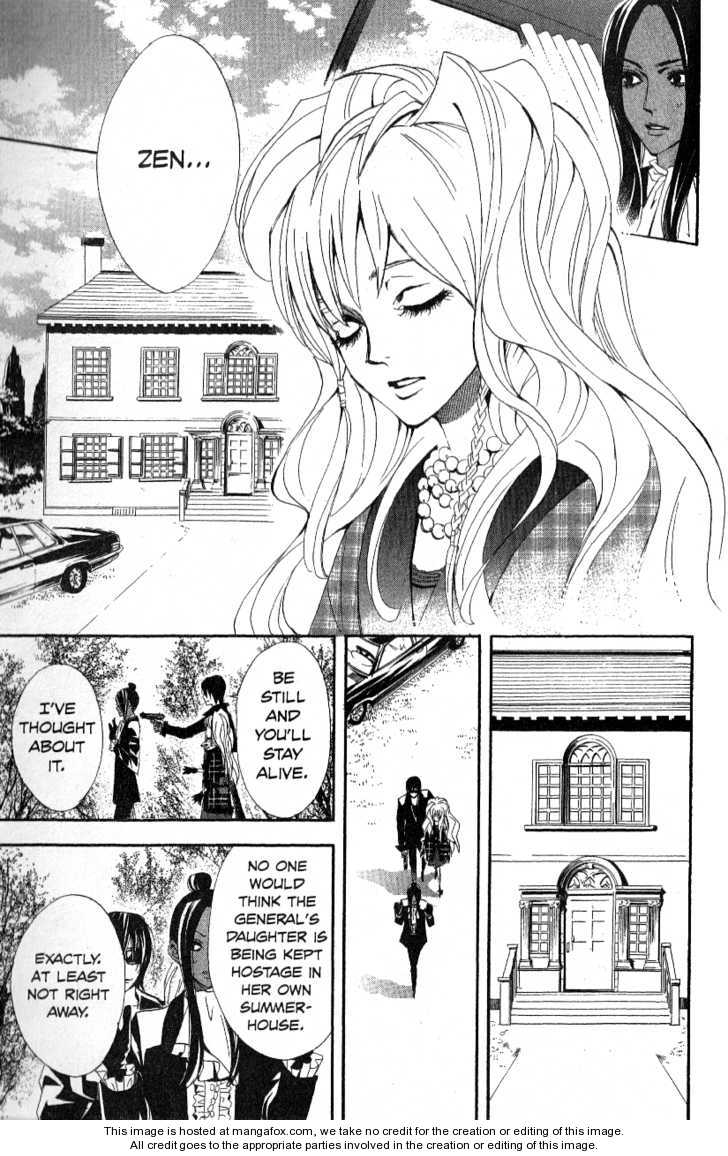 ZEN...
BE
STILL AND
YOU'LL
STAY
ALIVE.
I'VE
THOUGHT
ABOUT
IT.
NO ONE
WOULD
THINK THE
GENERAL'S
DAUGHTER IS
BEING KEPT
HOSTAGE IN
HER OWN
SUMMER-
HOUSE.
EXACTLY.
AT LEAST
NOT RIGHT
AWAY.
This image is hosted at mangafox.com, we take no credit for the creation or editing of this image.
All credit goes to the appropriate parties involved in the creation or editing of this image.